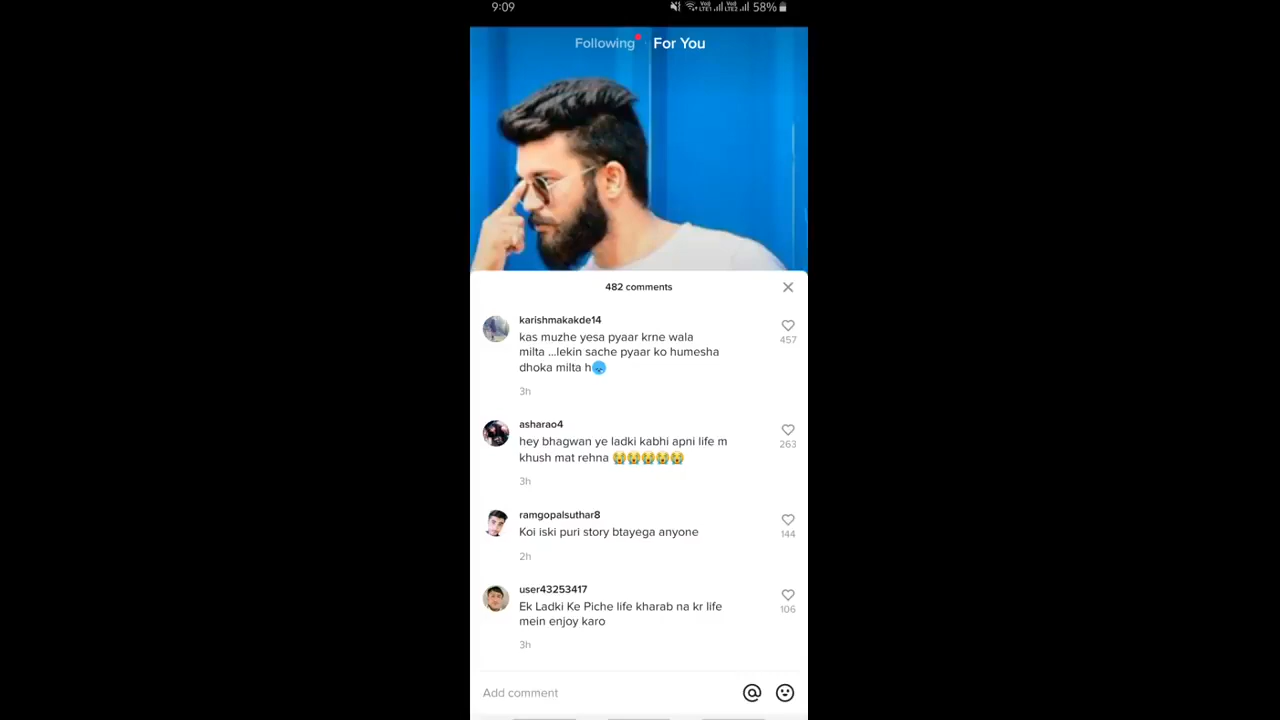 9:09 58%
Following For You
482 comments
karishmakakde14
kas muzhe yesa pyaar krne wala
milta ...lekin sache pyaar ko humesha
dhoka milta h
457
3h
asharao4
hey bhagwan ye ladki kabhi apni life m
khush mat rehna 😭😭😭😭😭
263
3h
ramgopalsuthar8
Koi iski puri story btayega anyone
144
2h
user43253417
Ek Ladki Ke Piche life kharab na kr life
mein enjoy karo
106
3h
Add comment